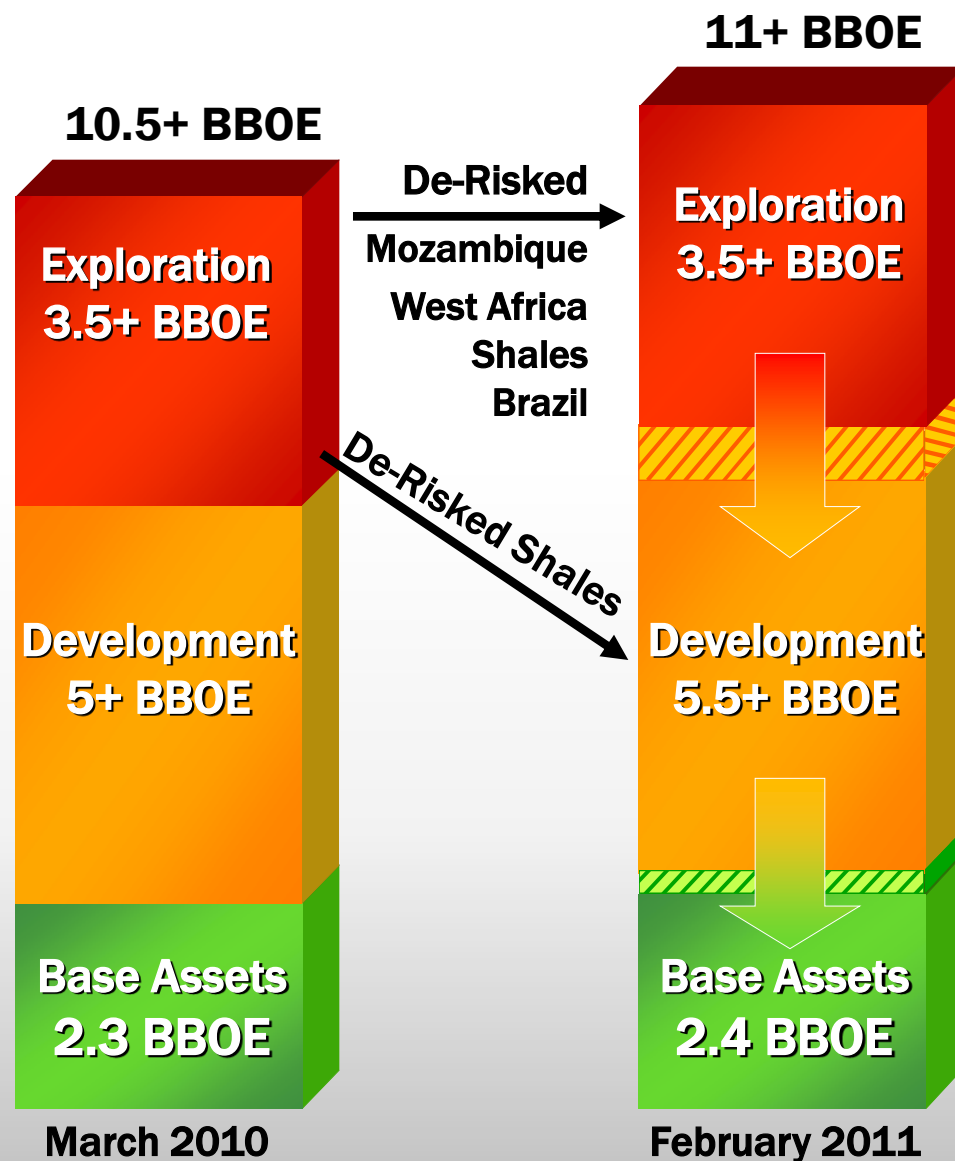 10.5+ BBOE
Exploration
3.5+ BBOE
Development
5+ BBOE
Base Assets
2.3 BBOE
March 2010
De-Risked
Mozambique
West Africa
Shales
Brazil
De-Risked Shales
11+ BBOE
Exploration
3.5+ BBOE
Development
5.5+ BBOE
Base Assets
2.4 BBOE
February 2011